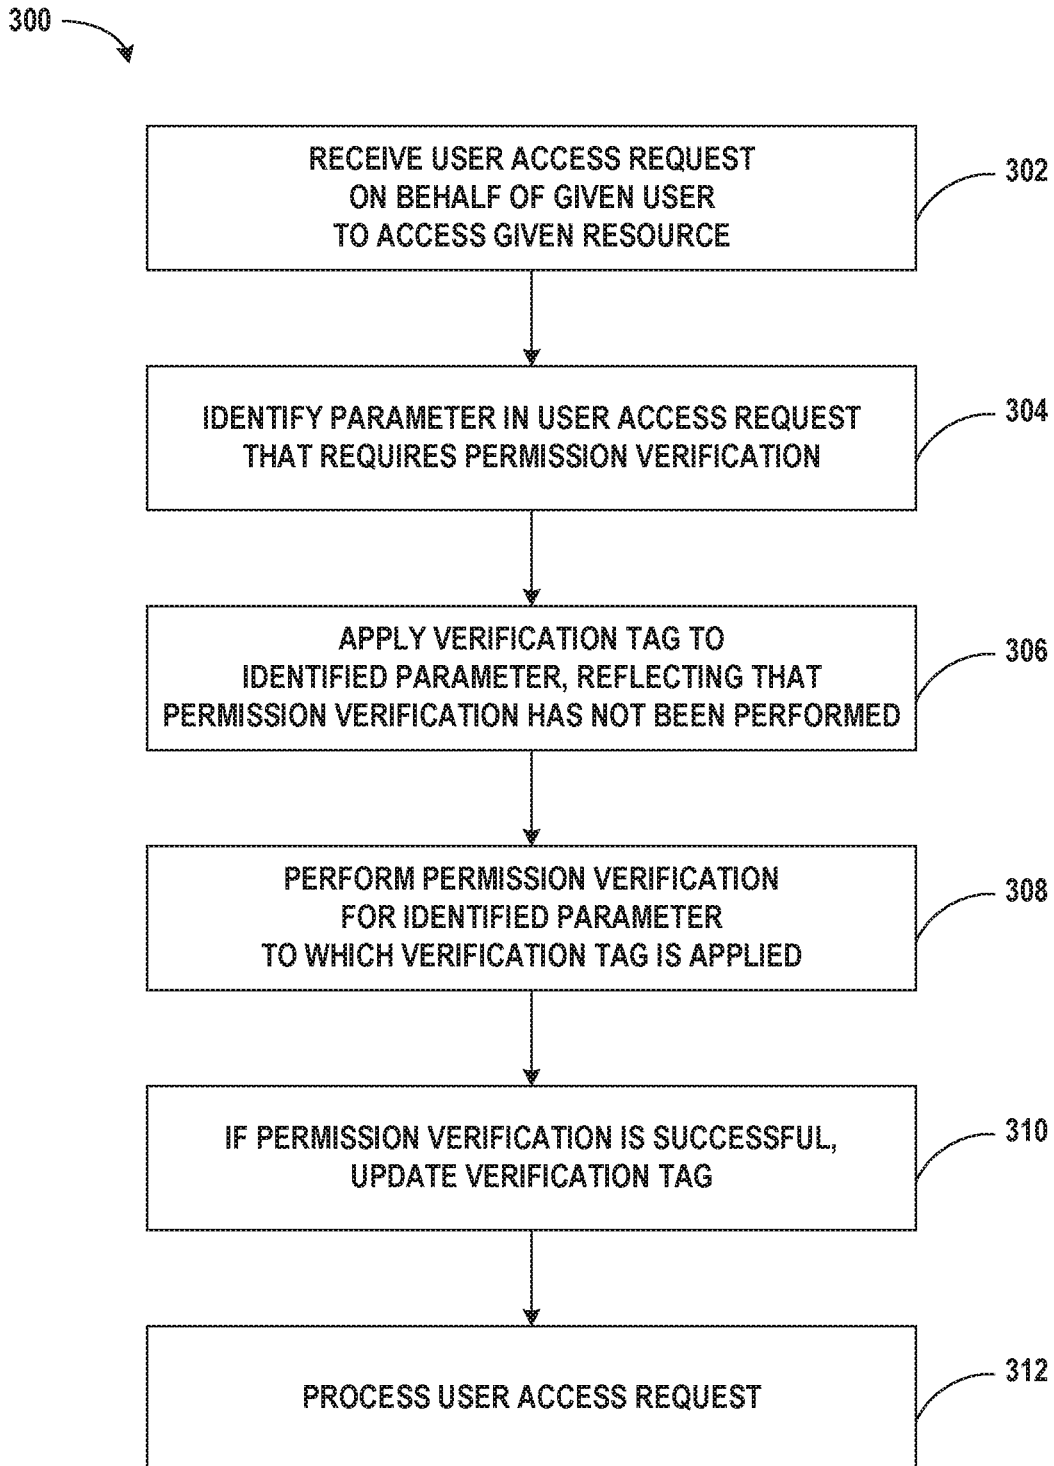 300
RECEIVE USER ACCESS REQUEST
ON BEHALF OF GIVEN USER
TO ACCESS GIVEN RESOURCE
302
IDENTIFY PARAMETER IN USER ACCESS REQUEST
THAT REQUIRES PERMISSION VERIFICATION
304
APPLY VERIFICATION TAG TO
IDENTIFIED PARAMETER, REFLECTING THAT
PERMISSION VERIFICATION HAS NOT BEEN PERFORMED
306
PERFORM PERMISSION VERIFICATION
FOR IDENTIFIED PARAMETER
TO WHICH VERIFICATION TAG IS APPLIED
308
IF PERMISSION VERIFICATION IS SUCCESSFUL,
UPDATE VERIFICATION TAG
310
PROCESS USER ACCESS REQUEST
312